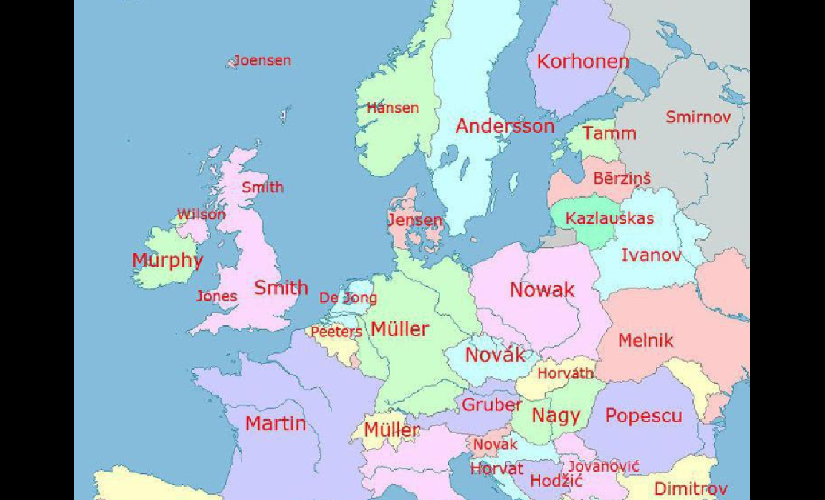 Joensen
Korhonen
Hansen
Smirnov
Andersson
Tamm
Bērziņš
Smith
Wilson
Jensen
Kazlauskas
Murphy
Ivanov
Jones
Smith
De Jong
Nowak
Peeters
Müller
Melnik
Novák
Horváth
Gruber
Martin
Müller
Nagy
Popescu
Novak
Horvat
Jovanović
Hodžić
Dimitrov